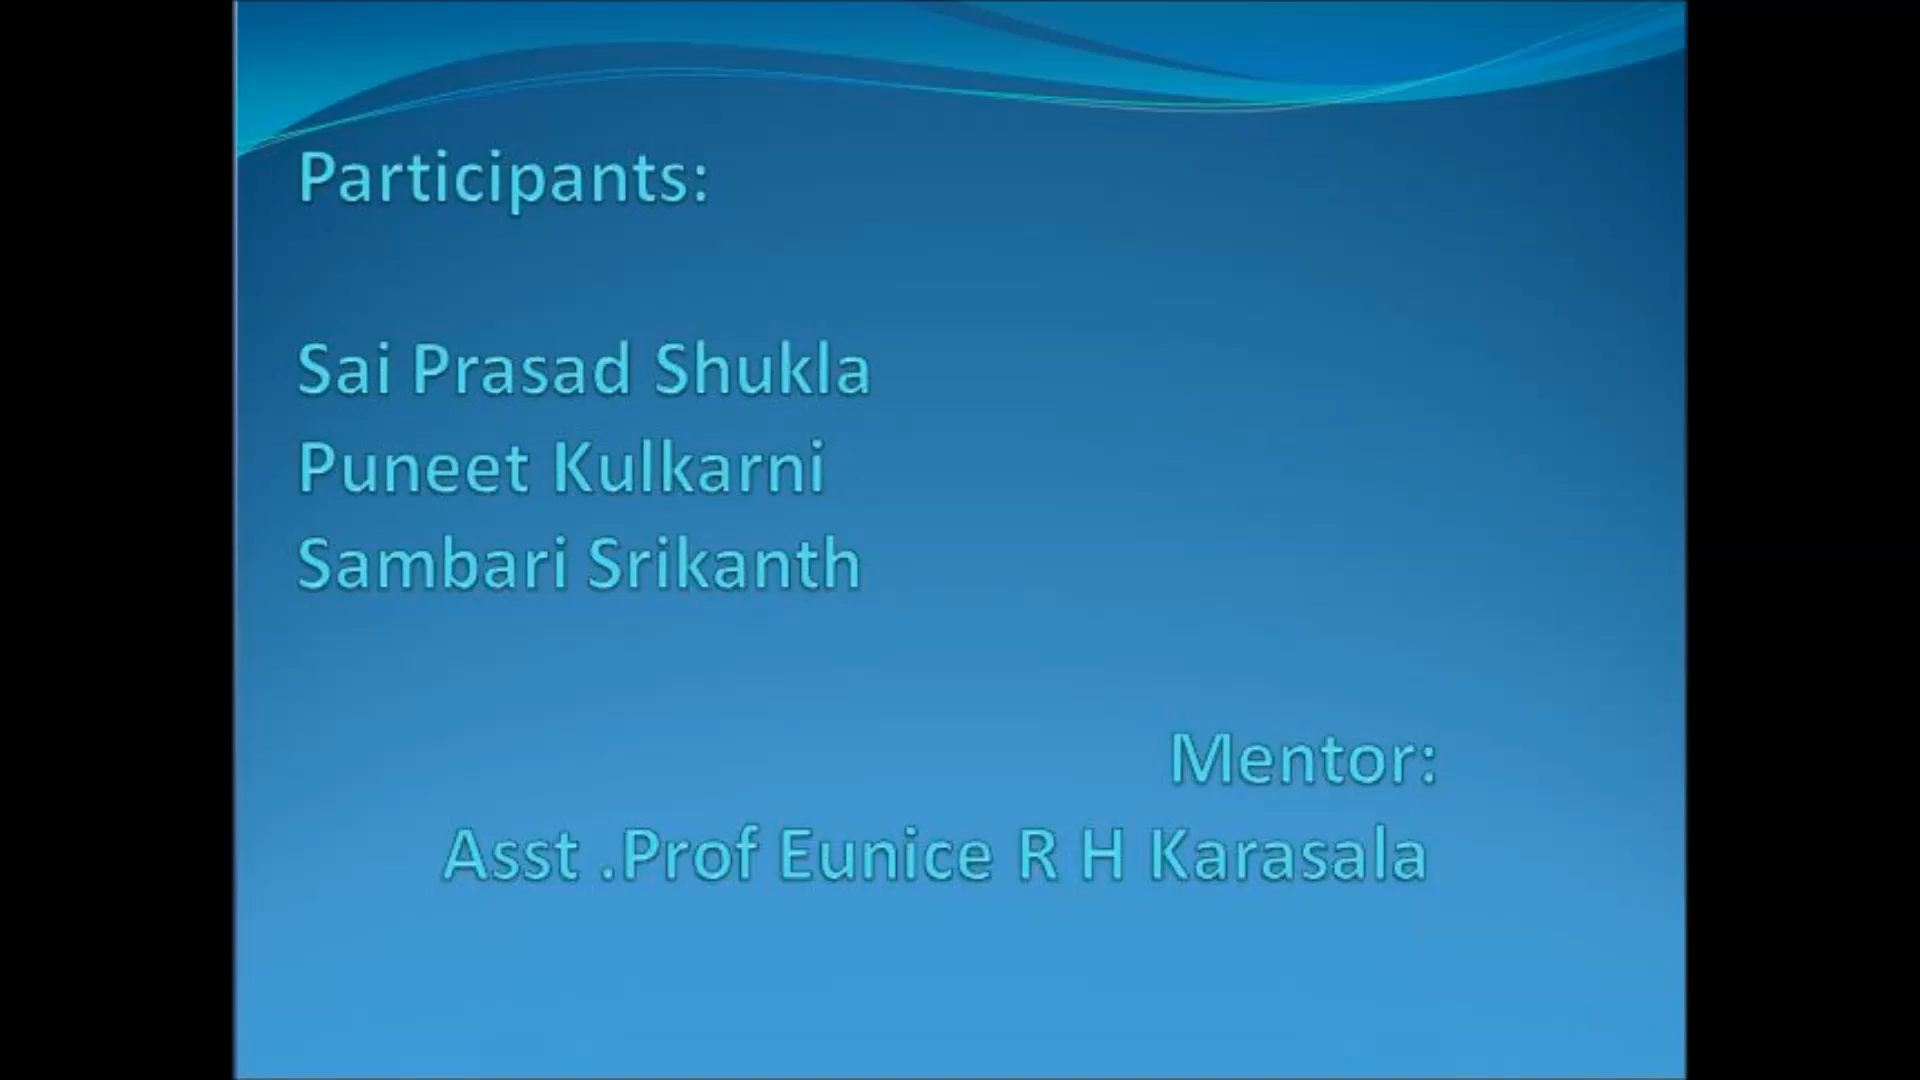 Participants:
Sai Prasad Shukla
Puneet Kulkarni
Sambari Srikanth
Mentor:
Asst .Prof Eunice R H Karasala